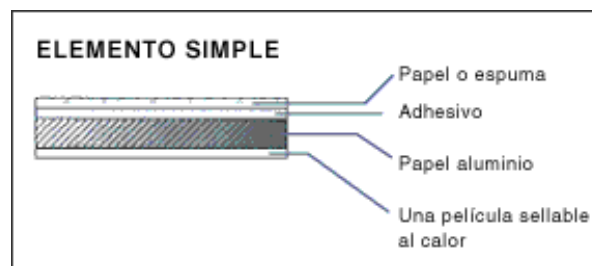 ELEMENTO SIMPLE
Papel o espuma
Adhesivo
Papel aluminio
Una película sellable
al calor